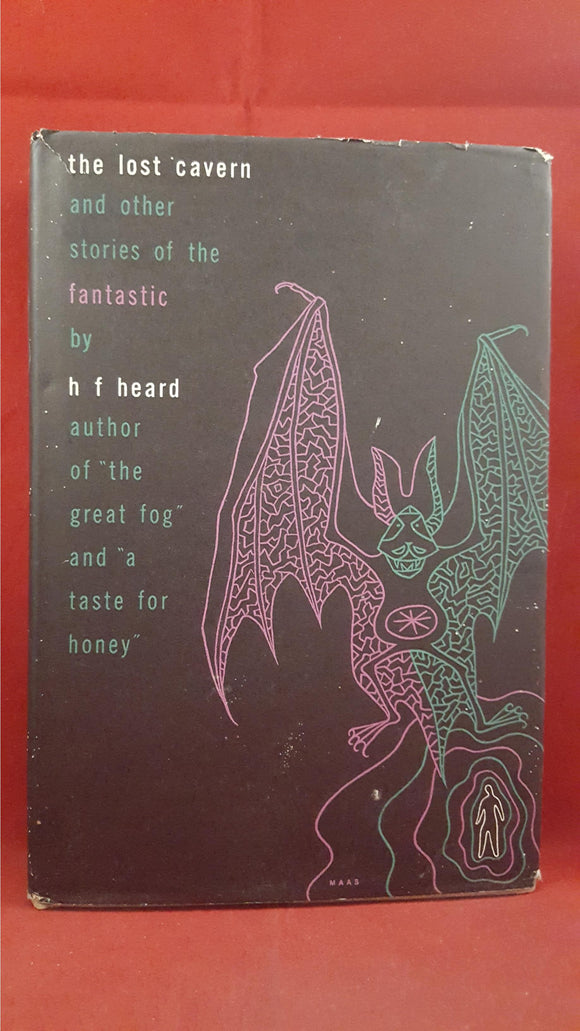 the lost cavern
and other
stories of the
fantastic
by
h f heard
author
of "the
great fog"
and "a
taste for
honey"
MAAS